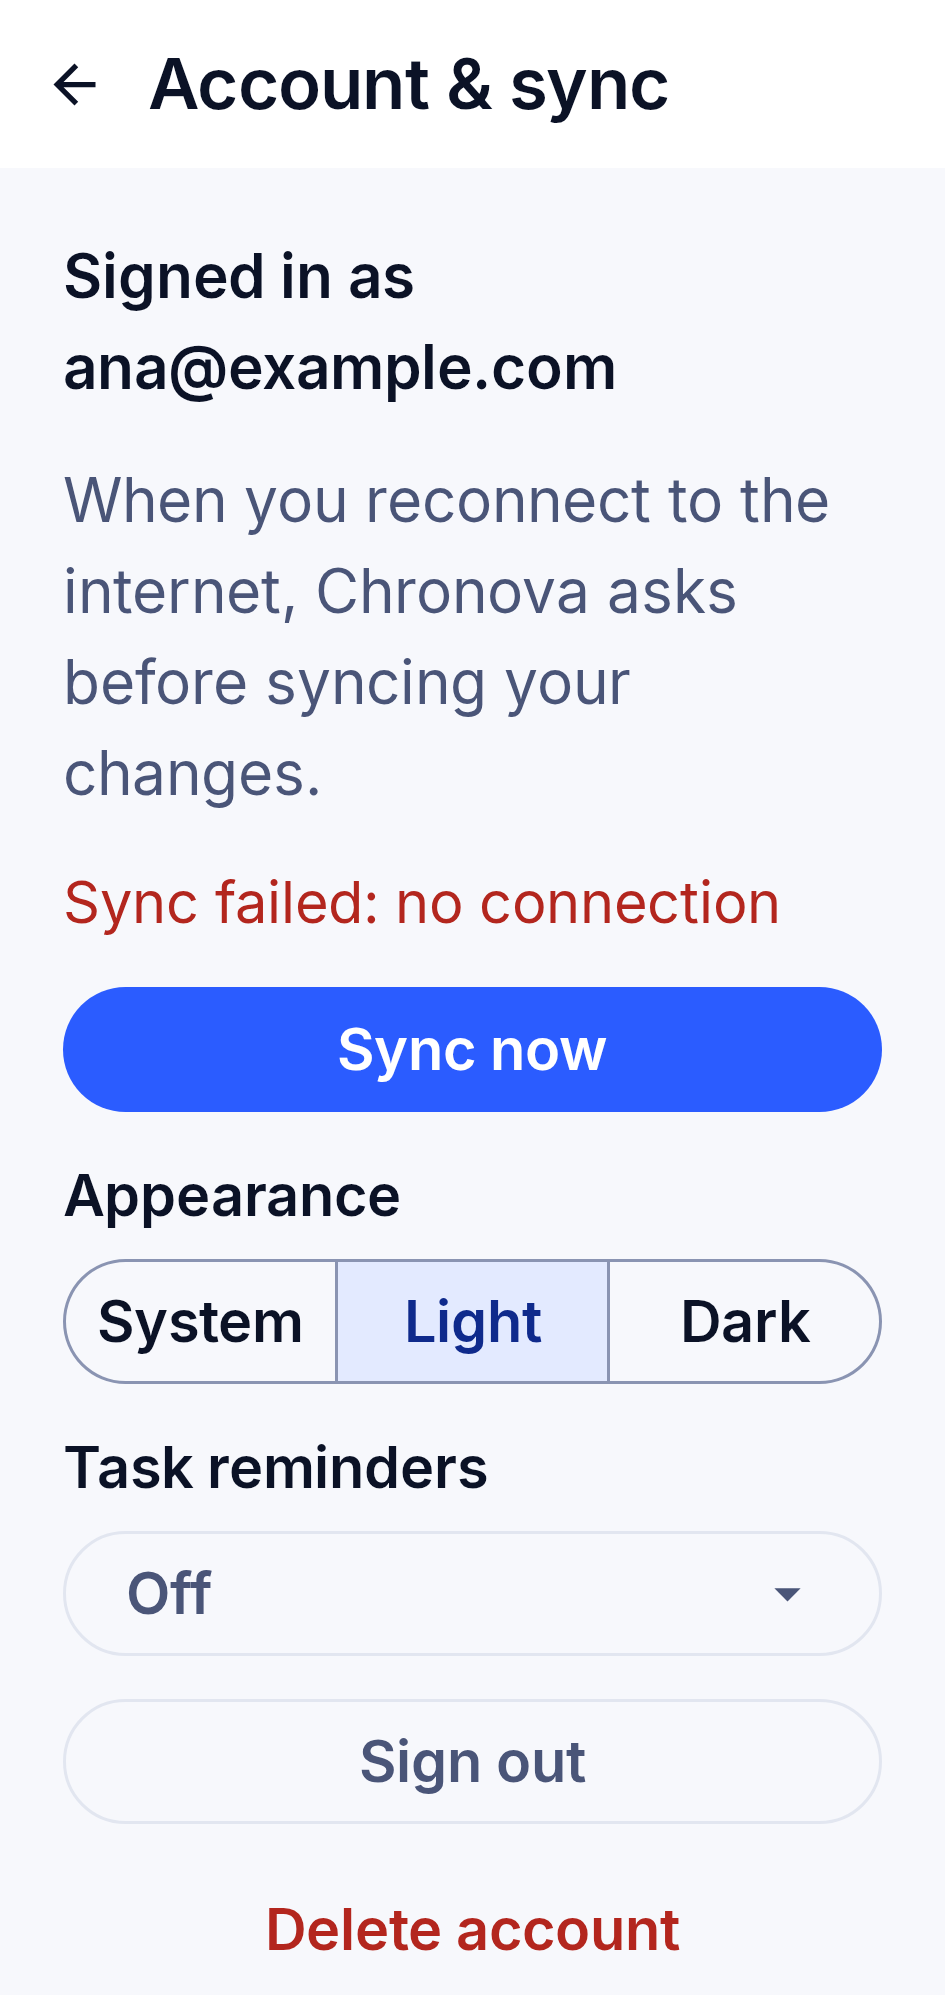 Account & sync
Signed in as
ana@example.com
When you reconnect to the
internet, Chronova asks
before syncing your
changes.
Sync failed: no connection
Sync now
Appearance
System
Light
Dark
Task reminders
Off
Sign out
Delete account